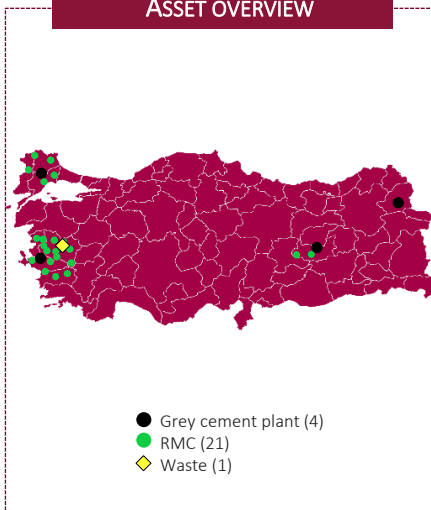 ASSET OVERVIEW
Grey cement plant (4)
RMC (21)
Waste (1)